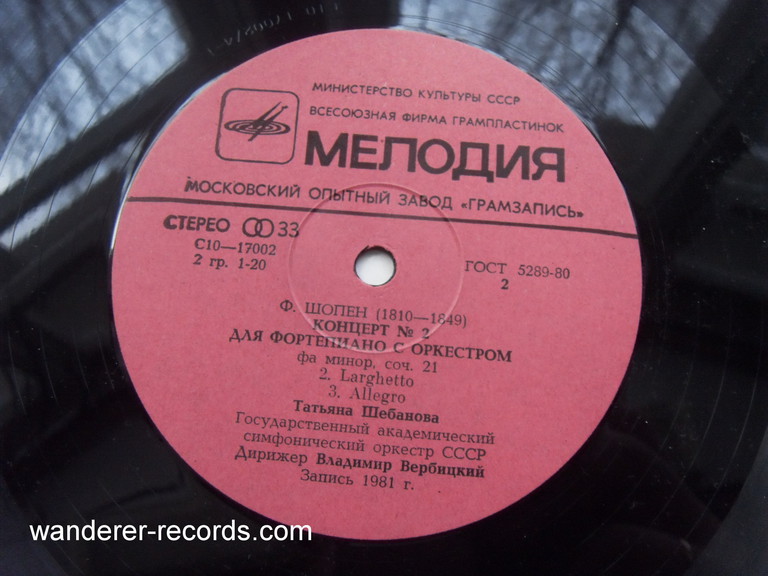 МИНИСТЕРСТВО КУЛЬТУРЫ СССР
ВСЕСОЮЗНАЯ ФИРМА ГРАМПЛАСТИНОК
МЕЛОДИЯ
МОСКОВСКИЙ ОПЫТНЫЙ ЗАВОД «ГРАМЗАПИСЬ»
СТЕРЕО 33
С10—17002
2 гр. 1-20
ГОСТ 5289-80
2
Ф. ШОПЕН (1810—1849)
КОНЦЕРТ № 2
ДЛЯ ФОРТЕПИАНО С ОРКЕСТРОМ
фа минор, соч. 21
2. Larghetto
3. Allegro
Татьяна Шебанова
Государственный академический
симфонический оркестр СССР
Дирижер Владимир Вербицкий
Запись 1981 г.
wanderer-records.com